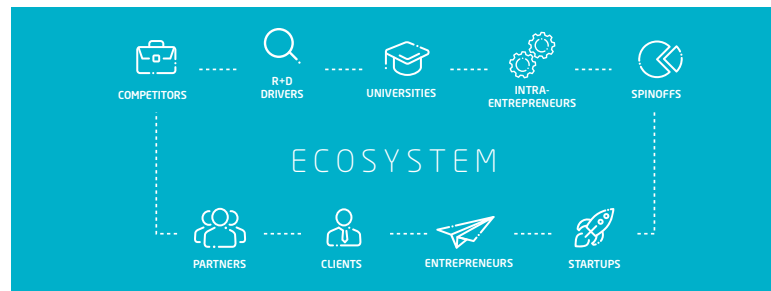 COMPETITORS
R+D
DRIVERS
UNIVERSITIES
INTRA-
ENTREPRENEURS
SPINOFFS
ECOSYSTEM
PARTNERS
CLIENTS
ENTREPRENEURS
STARTUPS